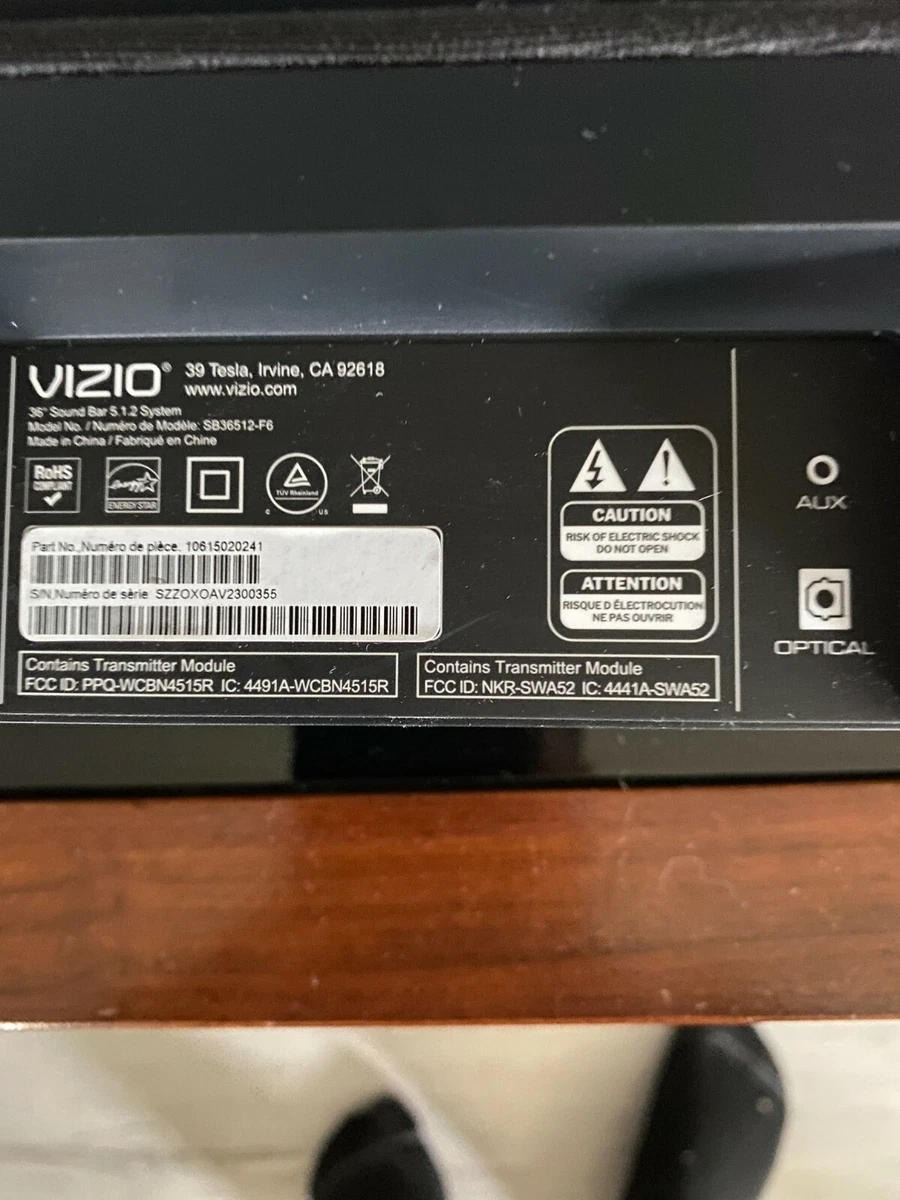 VIZIO® 39 Tesla, Irvine, CA 92618
www.vizio.com
36" Sound Bar 5.1.2 System
Model No. / Numéro de Modèle: SB36512-F6
Made in China / Fabriqué en Chine
RoHS
COMPLIANT
energy
ENERGY STAR
TÜV Rheinland
C US
Part No./Numéro de pièce. 10615020241
S/N,Numéro de série SZZOXOAV2300355
Contains Transmitter Module
FCC ID: PPQ-WCBN4515R IC: 4491A-WCBN4515R
Contains Transmitter Module
FCC ID: NKR-SWA52 IC: 4441A-SWA52
CAUTION
RISK OF ELECTRIC SHOCK
DO NOT OPEN
ATTENTION
RISQUE D ÉLECTROCUTION
NE PAS OUVRIR
AUX
OPTICAL